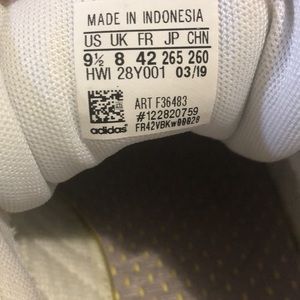 MADE IN INDONESIA
US UK FR JP CHN
9½ 8 42 265 260
HWI 28Y001 03/19
ART F36483
#122820759
adidas FR42VBKw00028